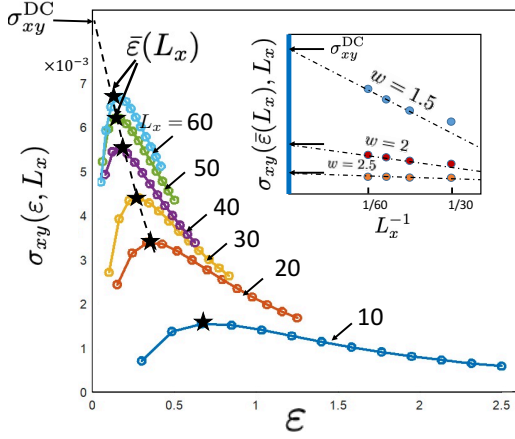 σ_xy^DC
×10⁻³
ε̄(L_x)
7
6
5
4
3
2
1
0
σ_xy(ε, L_x)
L_x = 60
50
40
30
20
10
0
0.5
1
1.5
2
2.5
ε
σ_xy^DC
w = 1.5
w = 2
w = 2.5
σ_xy(ε̄(L_x), L_x)
1/60
1/30
L_x^-1